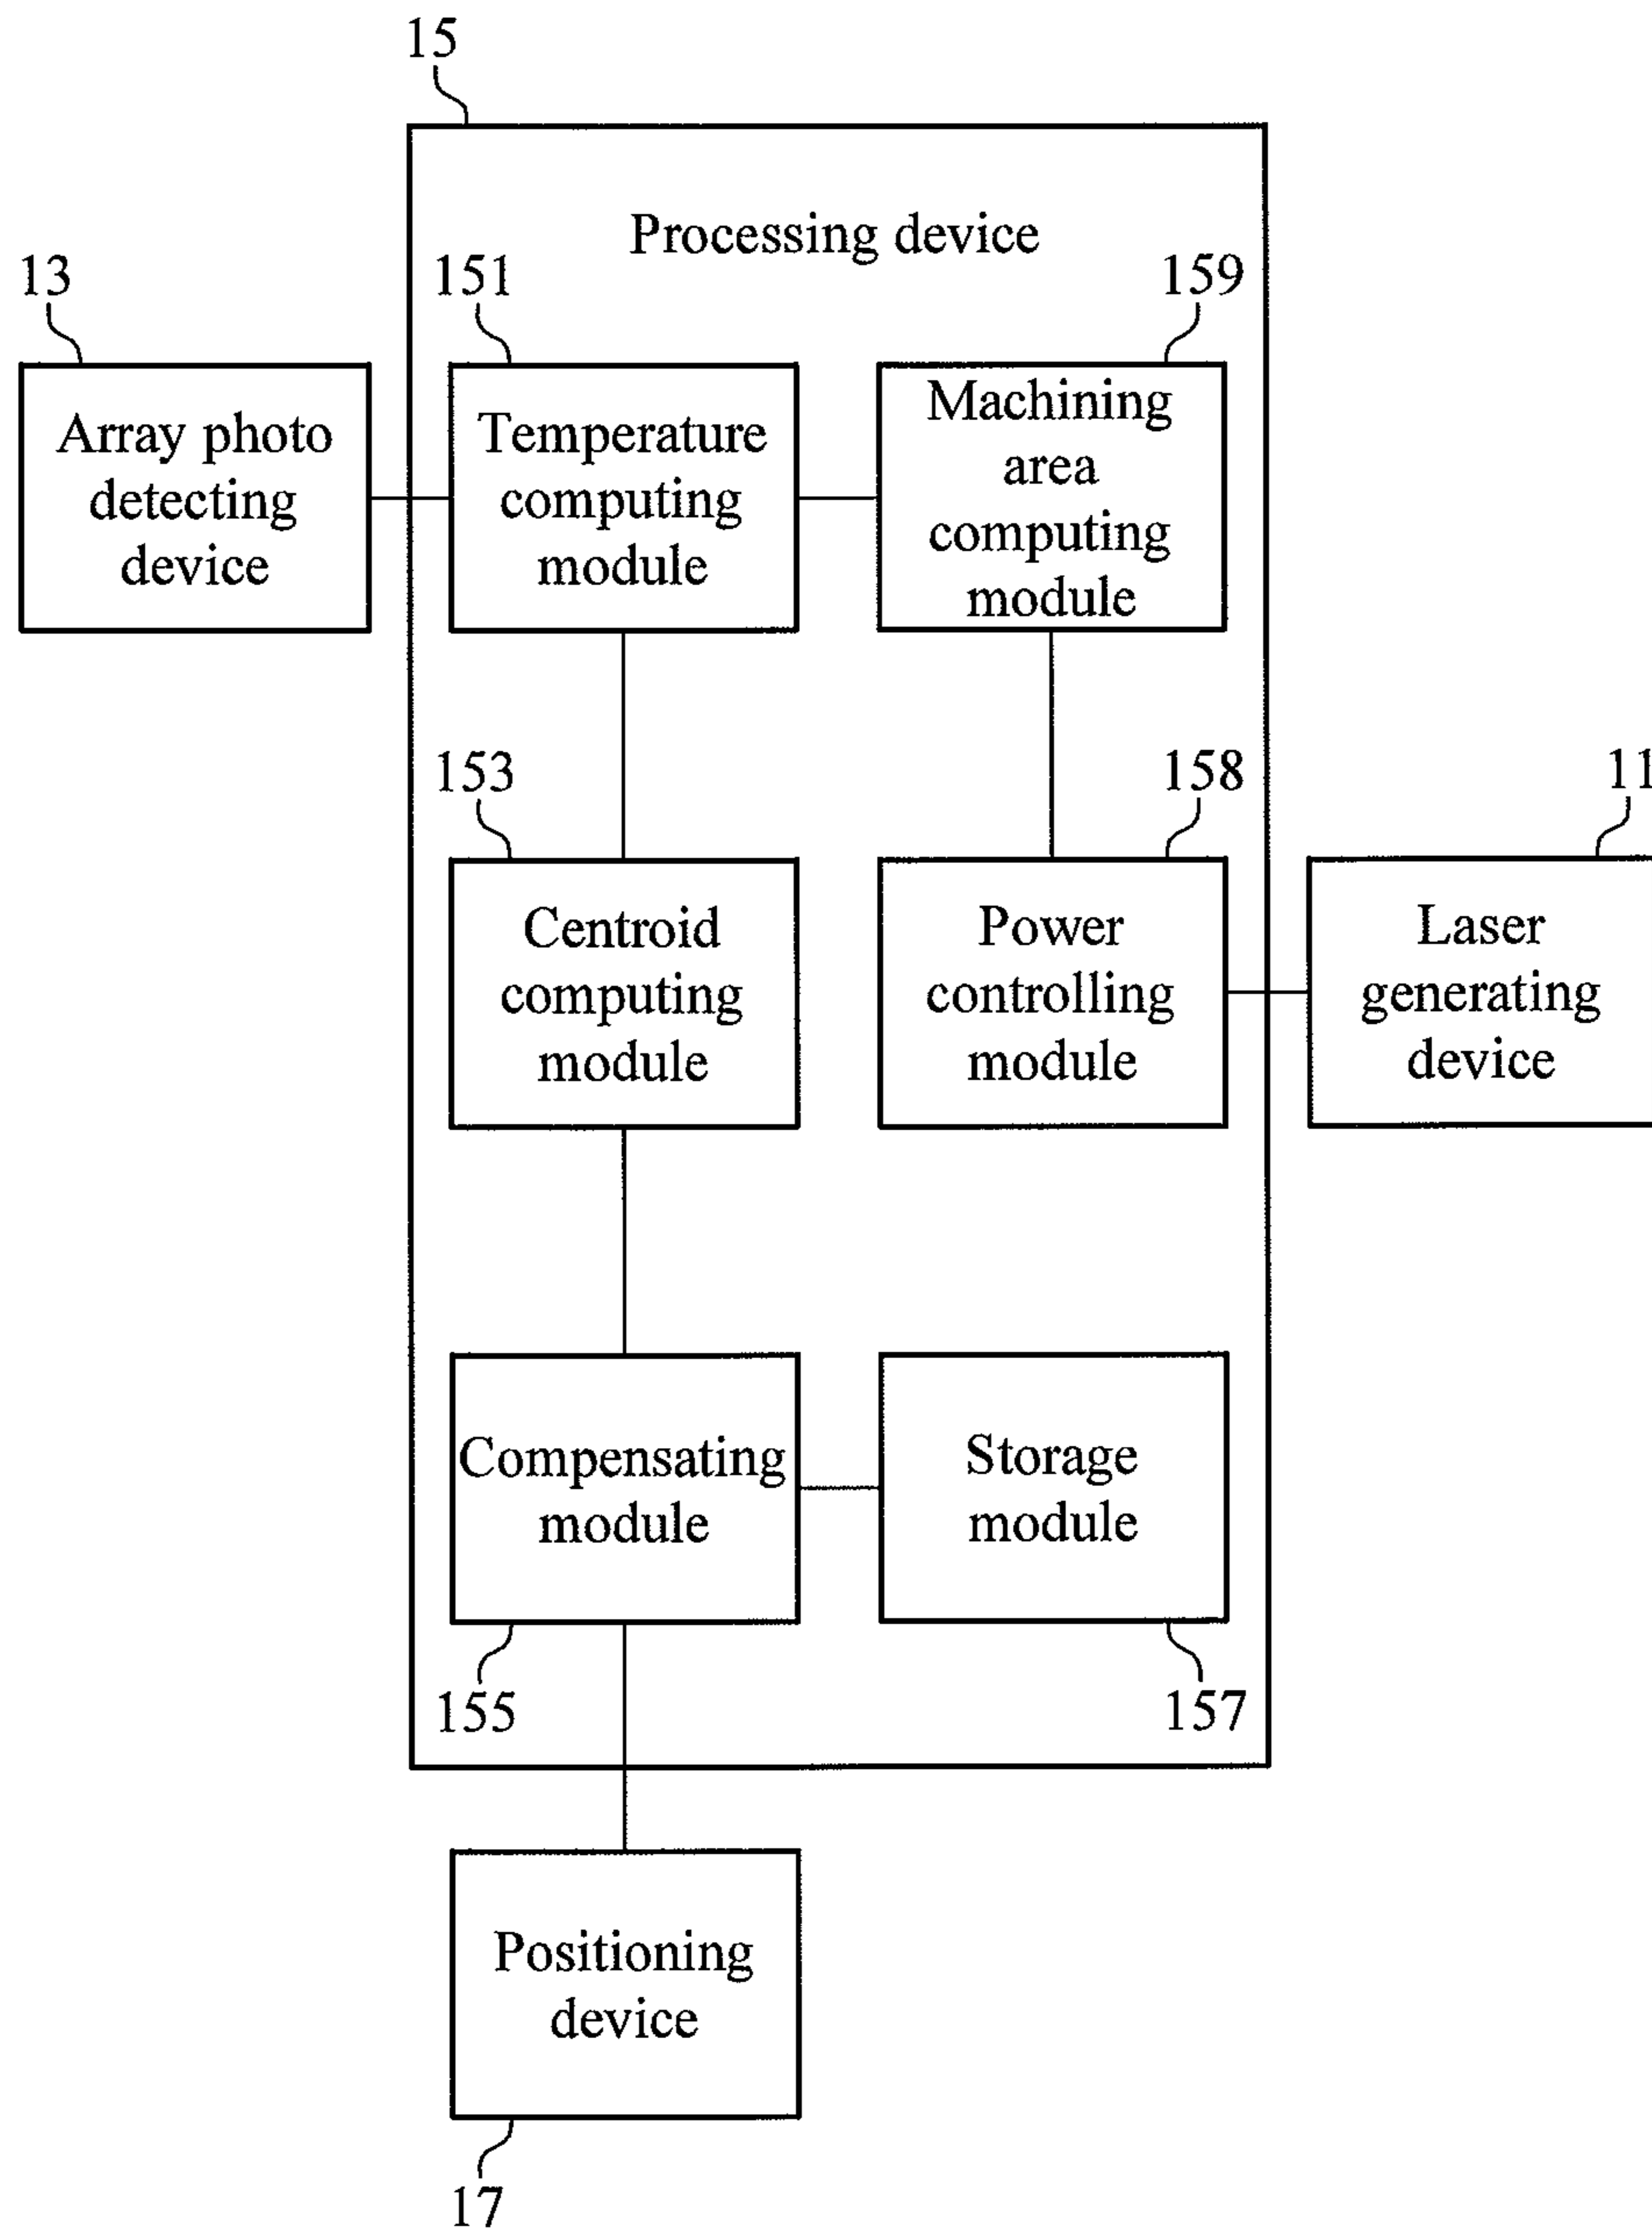 15
Processing device
13
151
159
Array photo
detecting
device
Temperature
computing
module
Machining
area
computing
module
153
158
11
Centroid
computing
module
Power
controlling
module
Laser
generating
device
Compensating
module
Storage
module
155
157
Positioning
device
17